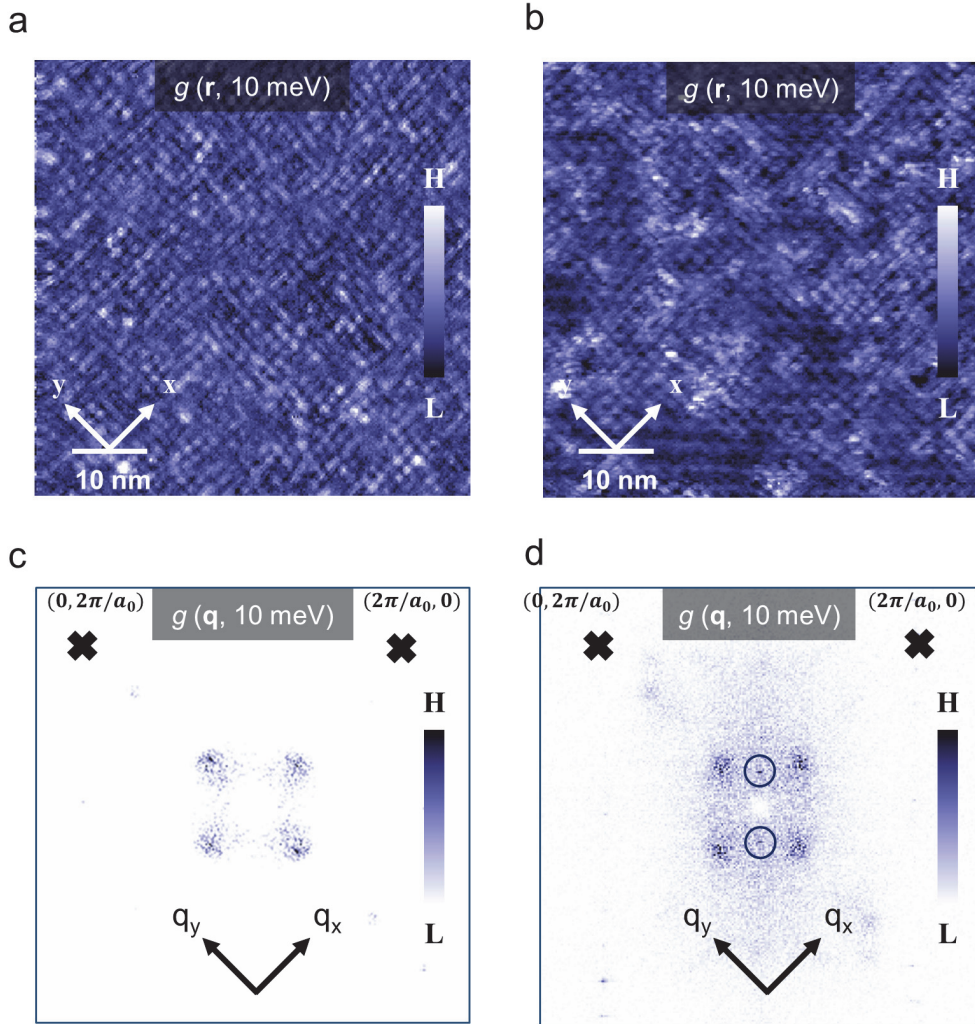 a
b
g (r, 10 meV)
g (r, 10 meV)
H
H
y
x
y
x
L
L
10 nm
10 nm
c
d
(0, 2π/a₀)
g (q, 10 meV)
(2π/a₀, 0)
(0, 2π/a₀)
g (q, 10 meV)
(2π/a₀, 0)
H
H
q_y
q_x
L
q_y
q_x
L